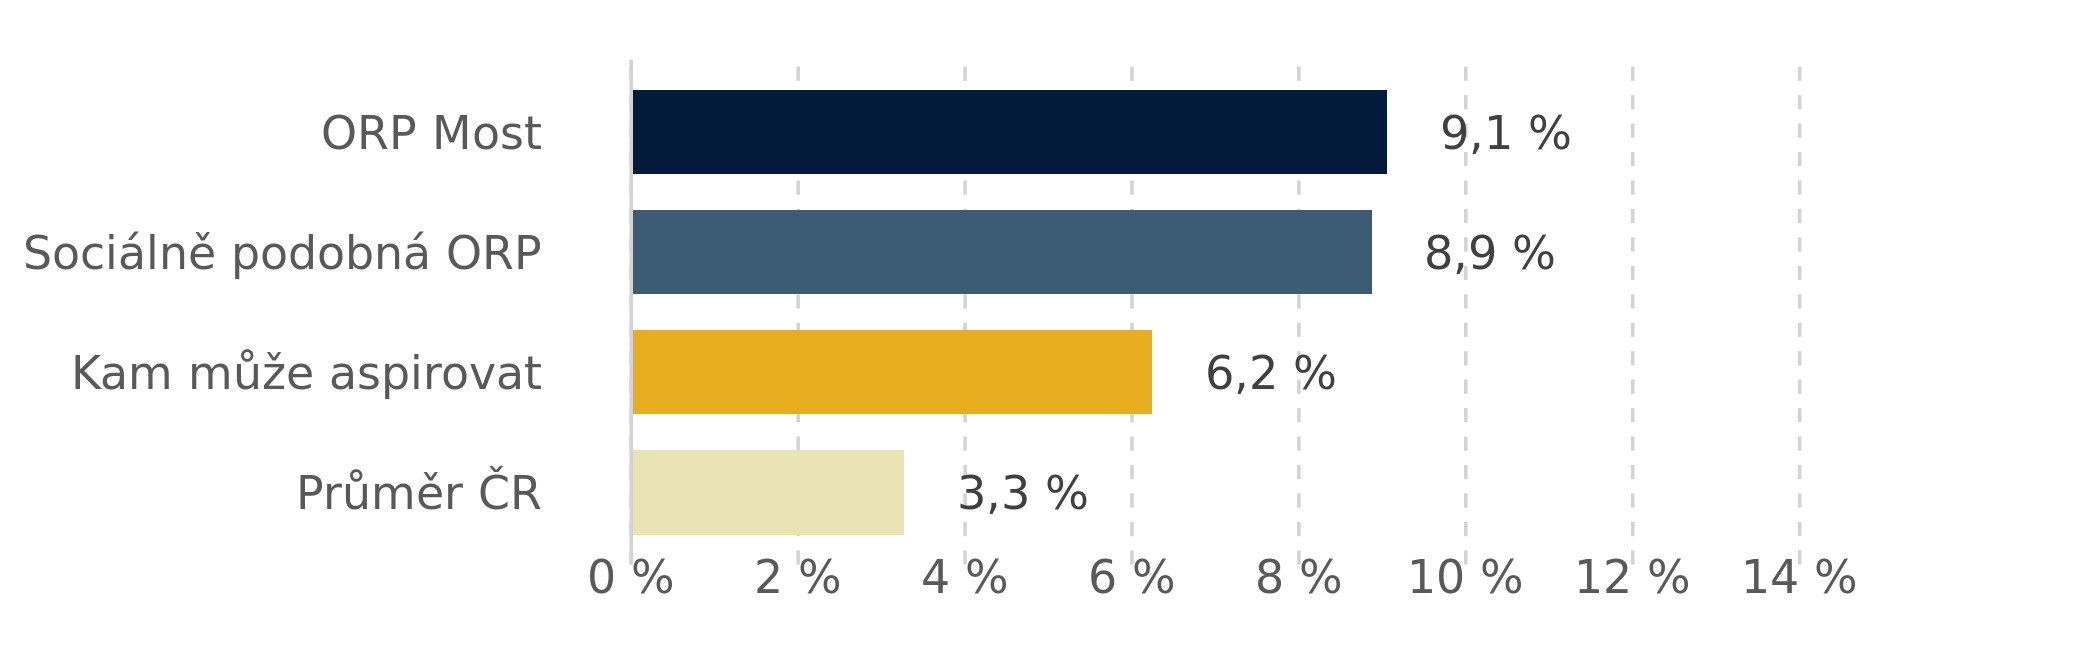 ORP Most 9,1 %
Sociálně podobná ORP 8,9 %
Kam může aspirovat 6,2 %
Průměr ČR 3,3 %
0 % 2 % 4 % 6 % 8 % 10 % 12 % 14 %